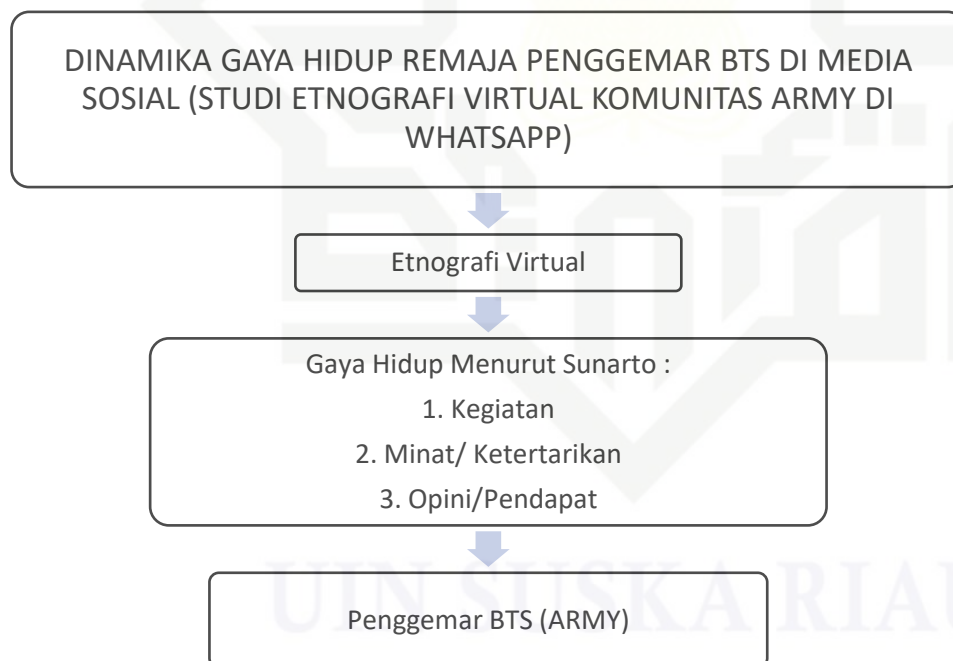 DINAMIKA GAYA HIDUP REMAJA PENGGEMAR BTS DI MEDIA
SOSIAL (STUDI ETNOGRAFI VIRTUAL KOMUNITAS ARMY DI
WHATSAPP)
Etnografi Virtual
Gaya Hidup Menurut Sunarto :
1. Kegiatan
2. Minat/ Ketertarikan
3. Opini/Pendapat
Penggemar BTS (ARMY)
UIN SUSKA RIAU